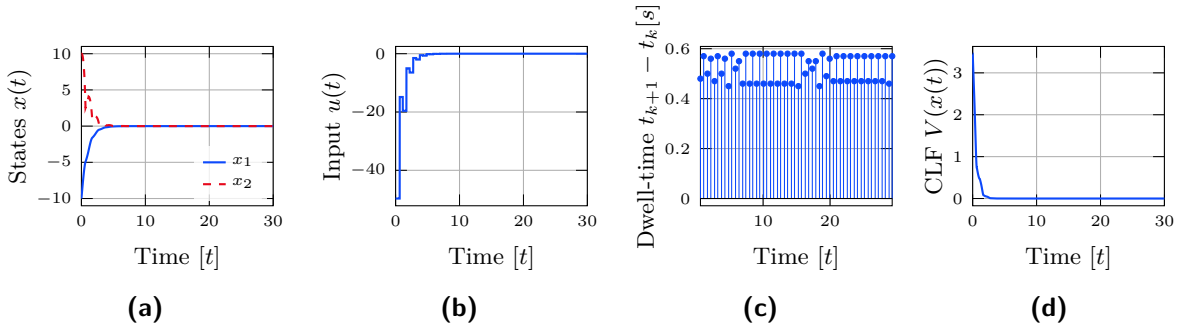 States x(t)
10
5
0
−5
−10
x₁
x₂
0
10
20
30
Time [t]
(a)
Input u(t)
0
−20
−40
0
10
20
30
Time [t]
(b)
Dwell-time tₖ₊₁ − tₖ[s]
0.6
0.4
0.2
0
10
20
Time [t]
(c)
CLF V(x(t))
3
2
1
0
0
10
20
30
Time [t]
(d)